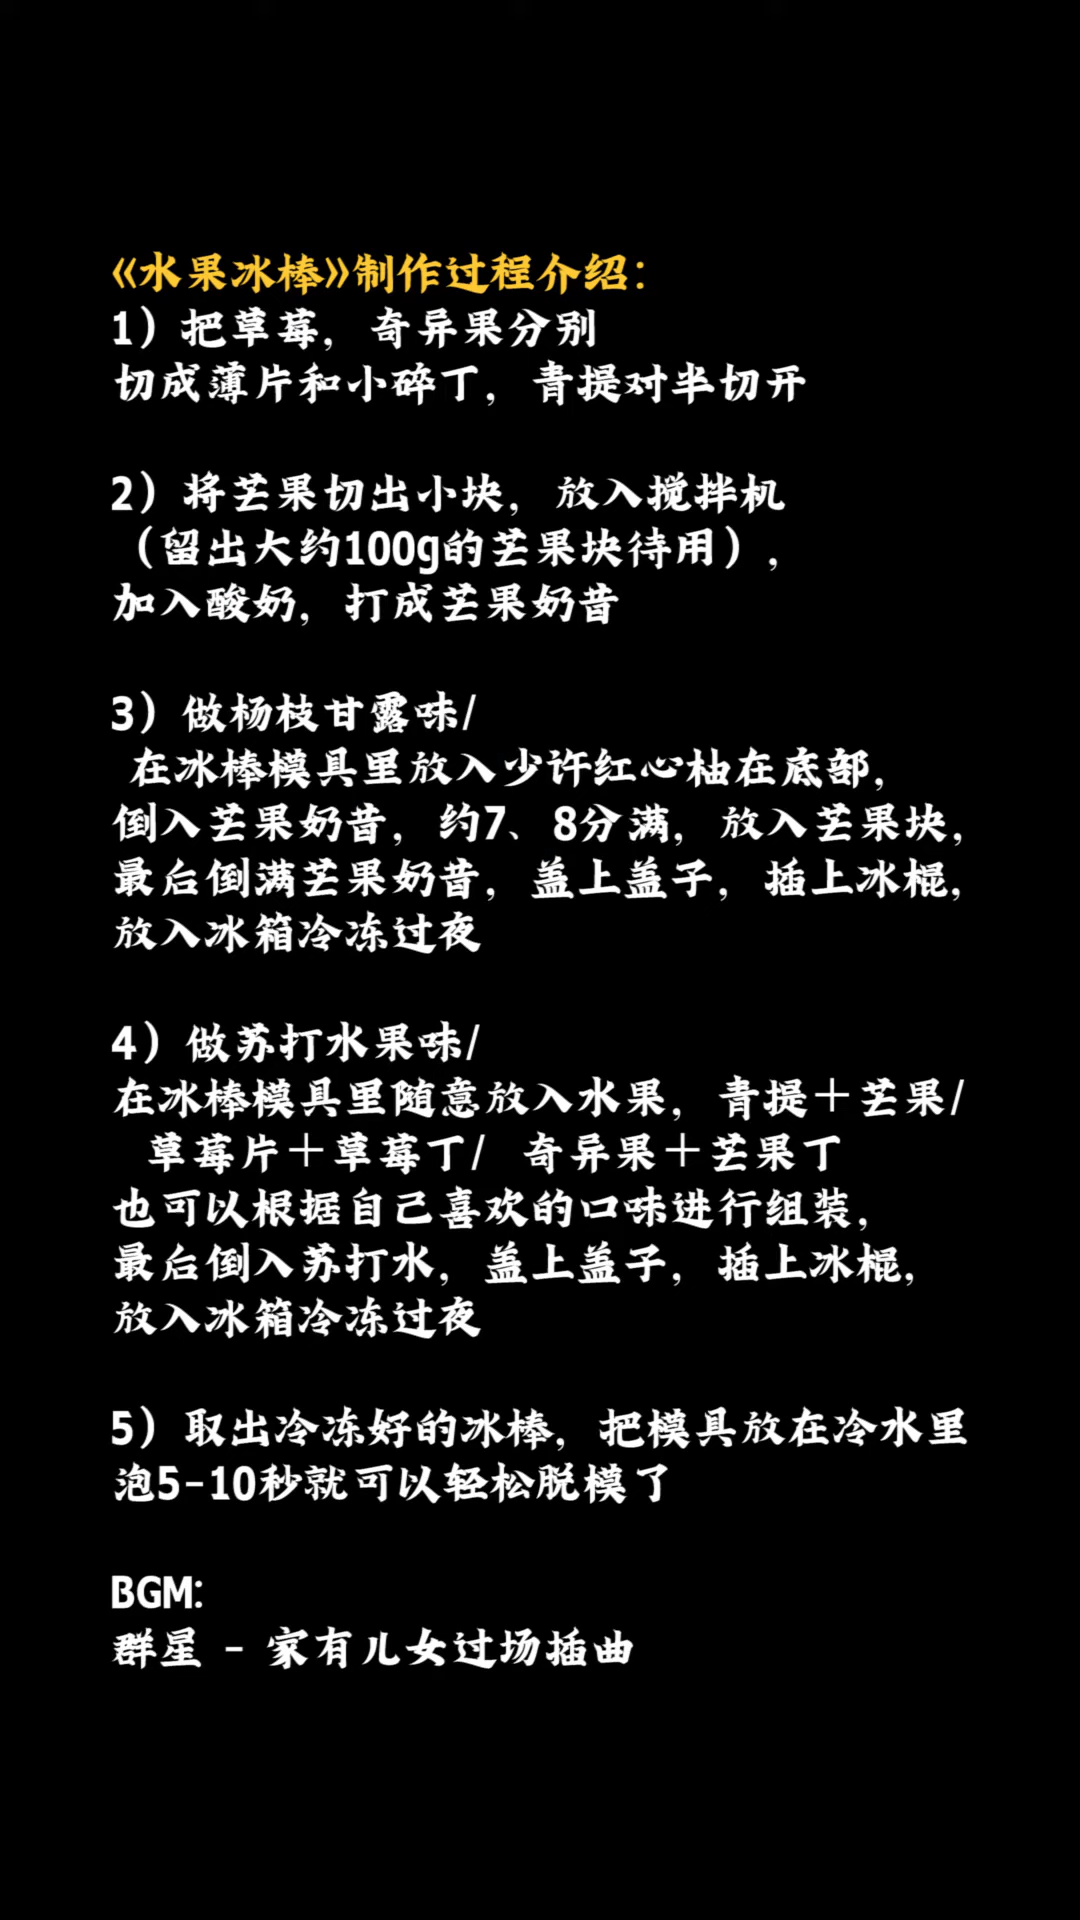 《水果冰棒》制作过程介绍：
1）把草莓，奇异果分别
切成薄片和小碎丁，青提对半切开
2）将芒果切出小块，放入搅拌机
（留出大约100g的芒果块待用），
加入酸奶，打成芒果奶昔
3）做杨枝甘露味/
在冰棒模具里放入少许红心柚在底部，
倒入芒果奶昔，约7、8分满，放入芒果块，
最后倒满芒果奶昔，盖上盖子，插上冰棍，
放入冰箱冷冻过夜
4）做苏打水果味/
在冰棒模具里随意放入水果，青提＋芒果/
草莓片＋草莓丁/ 奇异果＋芒果丁
也可以根据自己喜欢的口味进行组装，
最后倒入苏打水，盖上盖子，插上冰棍，
放入冰箱冷冻过夜
5）取出冷冻好的冰棒，把模具放在冷水里
泡5-10秒就可以轻松脱模了
BGM:
群星 - 家有儿女过场插曲